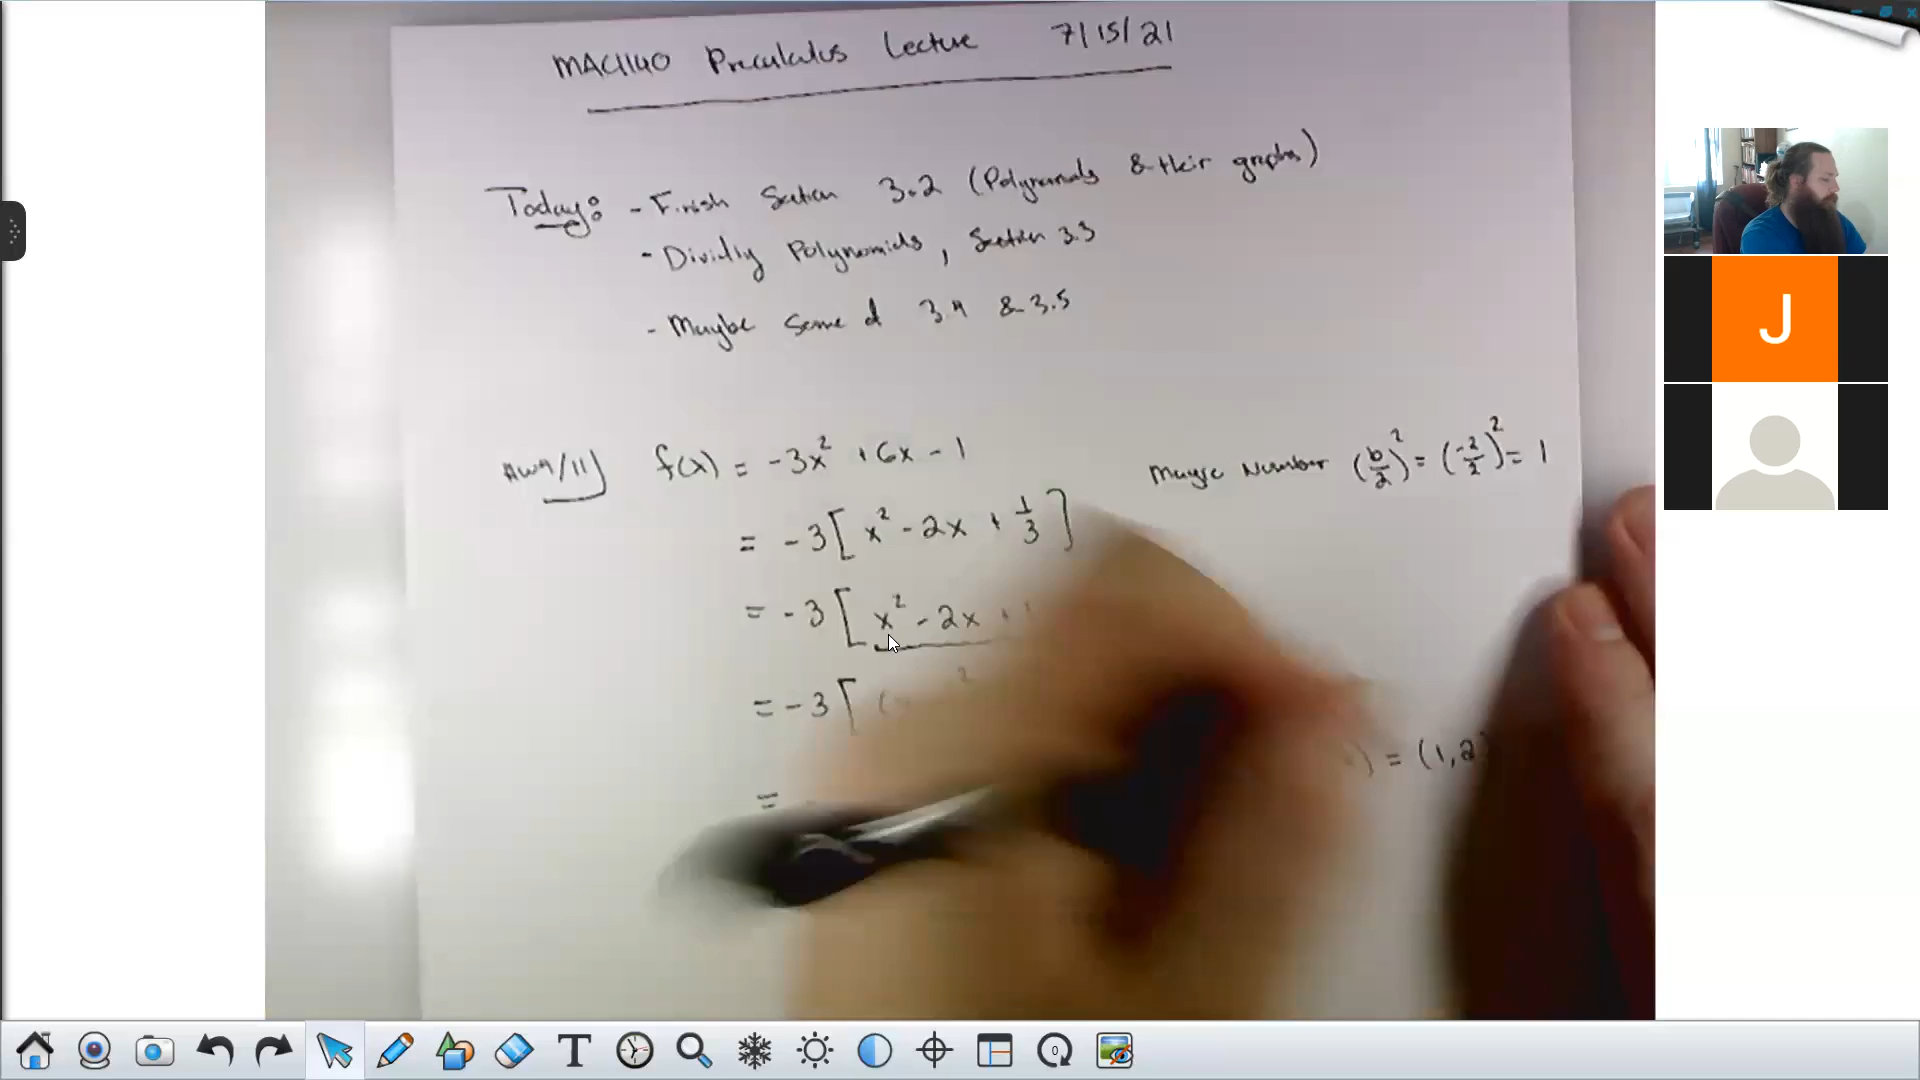 MAC1140 Precalculus Lecture 7/15/21
Today: - Finish Section 3.2 (Polynomials & their graphs)
- Dividing Polynomials, Section 3.3
- Maybe some of 3.4 & 3.5
HW4/11) f(x) = -3x² + 6x - 1
Magic Number (b/2)² = (-2/2)² = 1
= -3[x² - 2x + 1/3]
= -3[x² - 2x +
= -3[(
=
) = (1,2
J
T
0